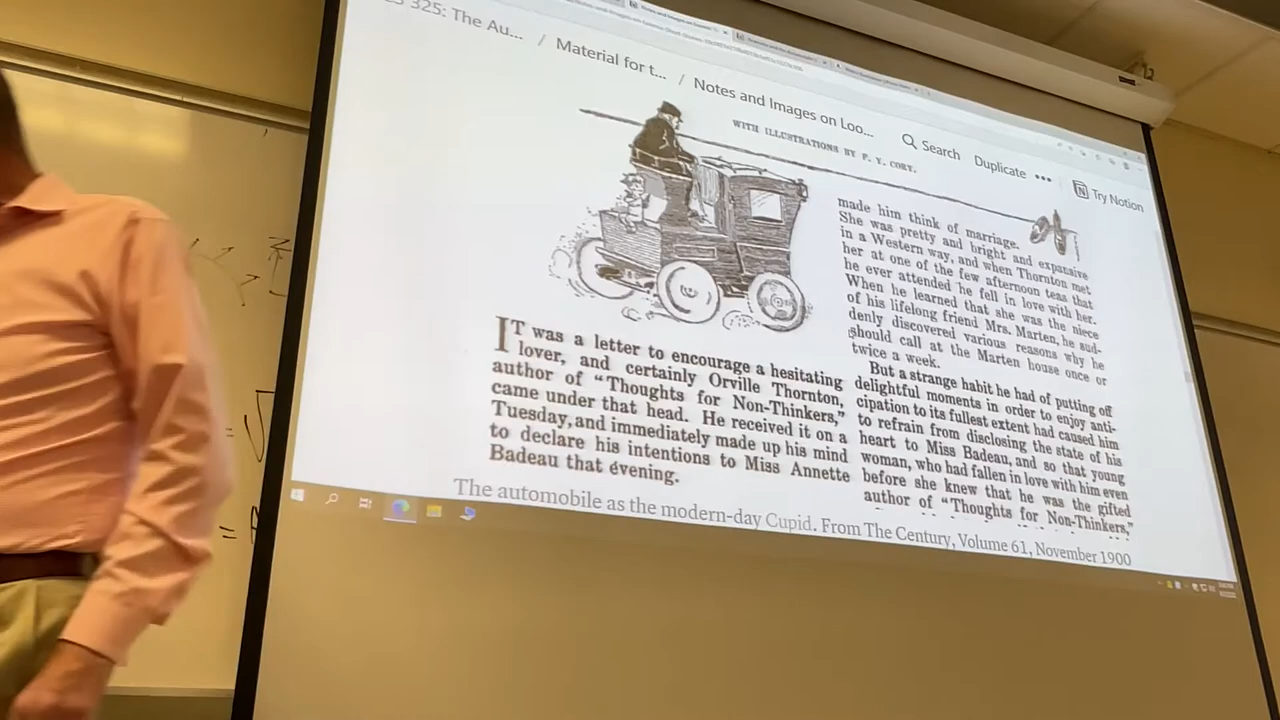 325: The Au... / Material for t... / Notes and Images on Loo...
Search Duplicate ••• Try Notion
WITH ILLUSTRATIONS BY F. Y. CORY.
IT was a letter to encourage a hesitating
lover, and certainly Orville Thornton,
author of “Thoughts for Non-Thinkers,”
came under that head. He received it on a
Tuesday, and immediately made up his mind
to declare his intentions to Miss Annette
Badeau that evening.
made him think of marriage.
She was pretty and bright and expansive
in a Western way, and when Thornton met
her at one of the few afternoon teas that
he ever attended he fell in love with her.
When he learned that she was the niece
of his lifelong friend Mrs. Marten, he sud-
denly discovered various reasons why he
should call at the Marten house once or
twice a week.
But a strange habit he had of putting off
delightful moments in order to enjoy anti-
cipation to its fullest extent had caused him
to refrain from disclosing the state of his
heart to Miss Badeau, and so that young
woman, who had fallen in love with him even
before she knew that he was the gifted
author of “Thoughts for Non-Thinkers,”
The automobile as the modern-day Cupid. From The Century, Volume 61, November 1900